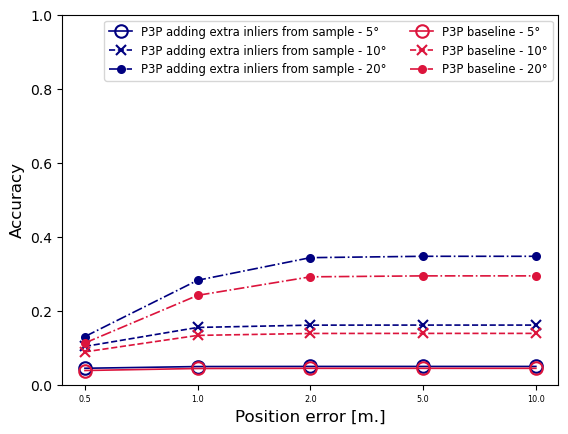 1.0
0.8
0.6
0.4
0.2
0.0
Accuracy
P3P adding extra inliers from sample - 5°
P3P adding extra inliers from sample - 10°
P3P adding extra inliers from sample - 20°
P3P baseline - 5°
P3P baseline - 10°
P3P baseline - 20°
0.5 1.0 2.0 5.0 10.0
Position error [m.]